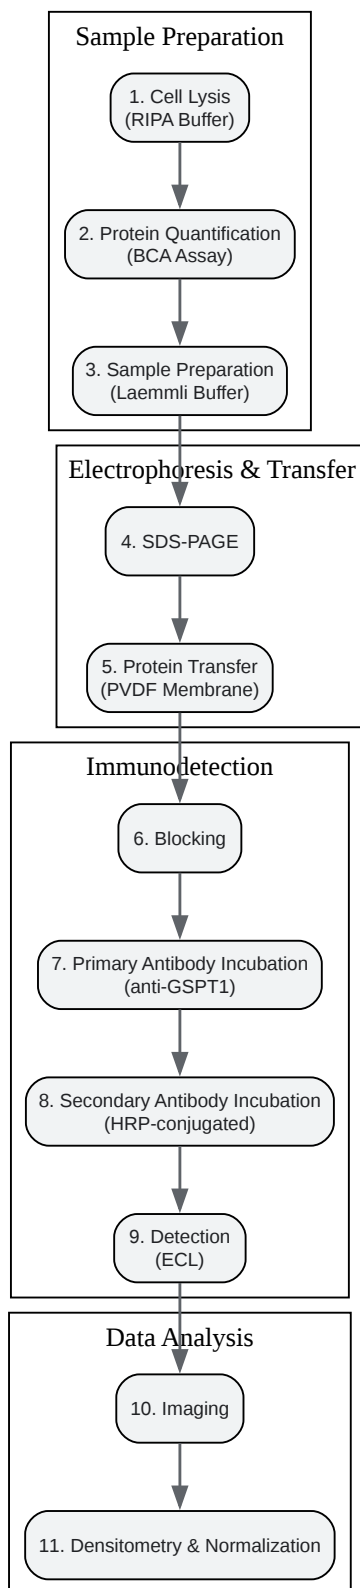 Sample Preparation
1. Cell Lysis
(RIPA Buffer)
2. Protein Quantification
(BCA Assay)
3. Sample Preparation
(Laemmli Buffer)
Electrophoresis & Transfer
4. SDS-PAGE
5. Protein Transfer
(PVDF Membrane)
Immunodetection
6. Blocking
7. Primary Antibody Incubation
(anti-GSPT1)
8. Secondary Antibody Incubation
(HRP-conjugated)
9. Detection
(ECL)
Data Analysis
10. Imaging
11. Densitometry & Normalization